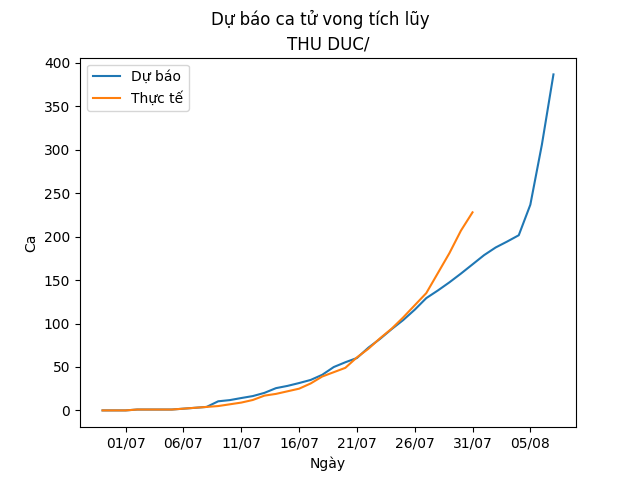 Dự báo ca tử vong tích lũy
THU DUC/
Dự báo
Thực tế
Ca
400
350
300
250
200
150
100
50
0
01/07 06/07 11/07 16/07 21/07 26/07 31/07 05/08
Ngày